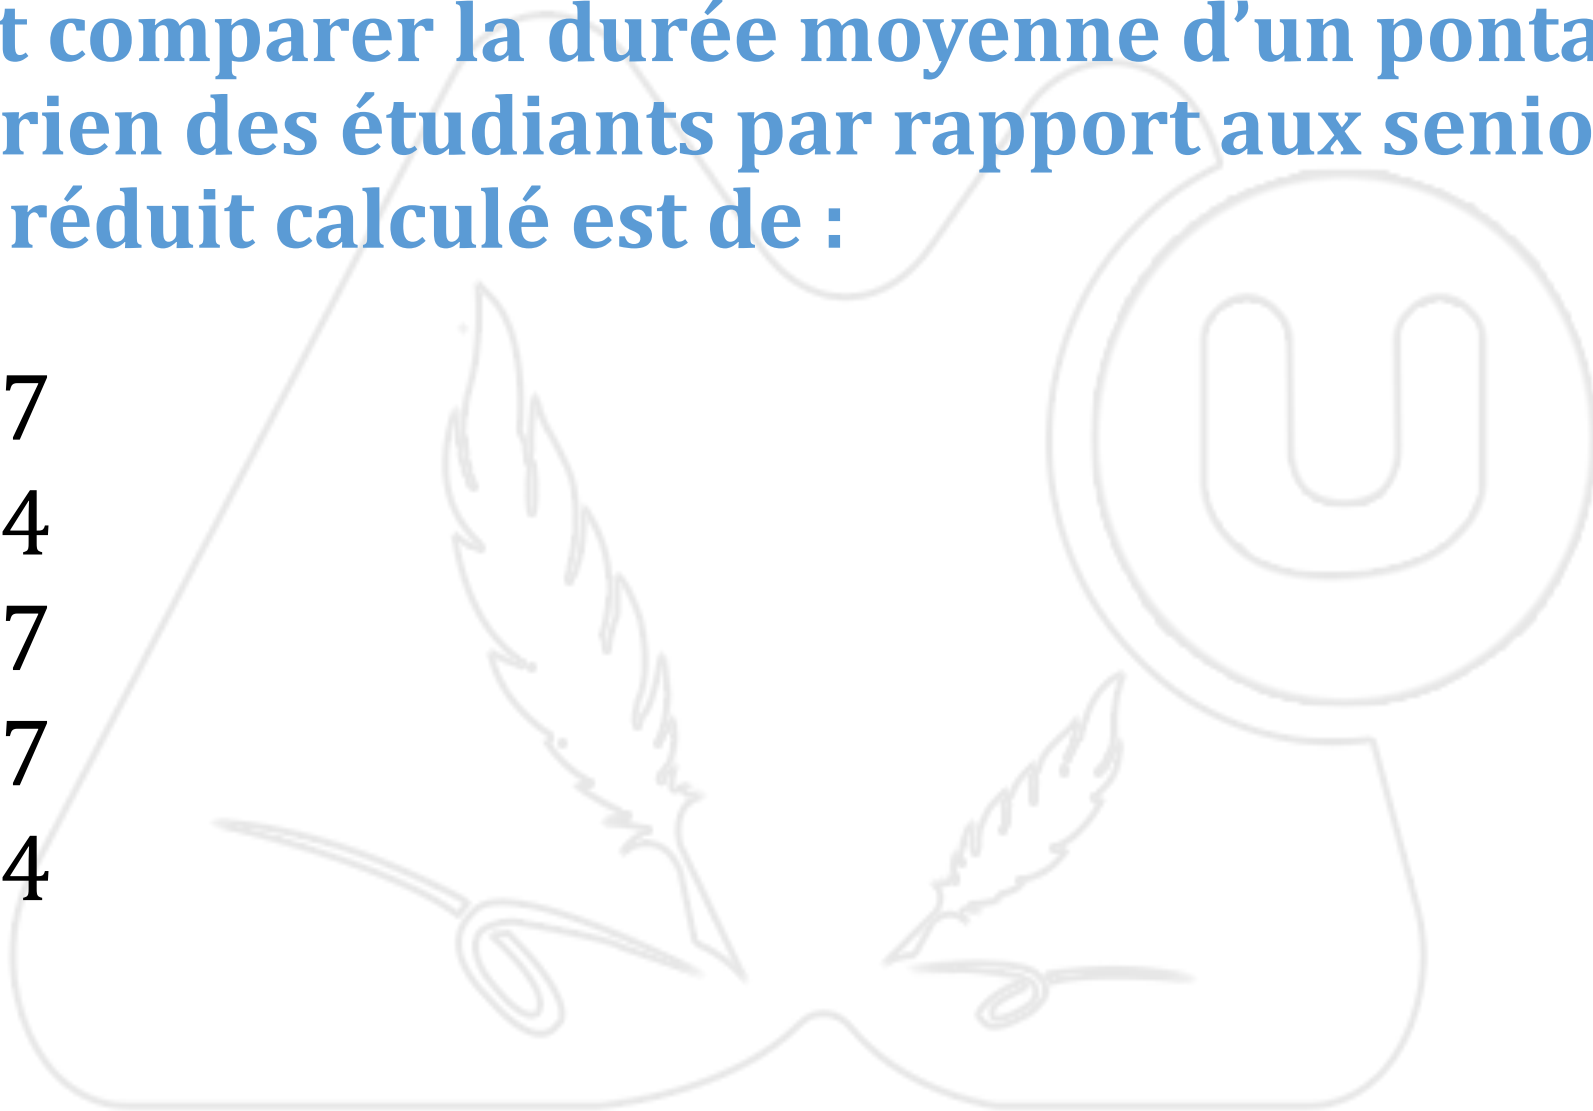 t comparer la durée moyenne d’un ponta
rien des étudiants par rapport aux senio
réduit calculé est de :
7
4
7
7
4